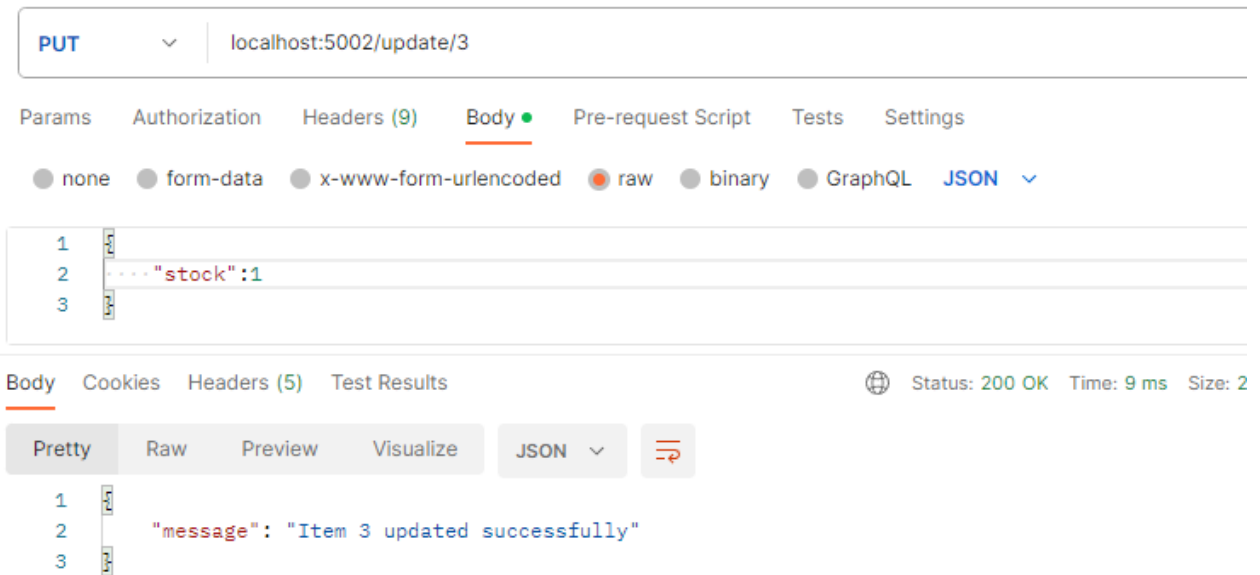 PUT localhost:5002/update/3
Params Authorization Headers (9) Body Pre-request Script Tests Settings
none form-data x-www-form-urlencoded raw binary GraphQL JSON
1 {
2 ····"stock":1
3 }
Body Cookies Headers (5) Test Results Status: 200 OK Time: 9 ms Size: 2
Pretty Raw Preview Visualize JSON
1 {
2 "message": "Item 3 updated successfully"
3 }